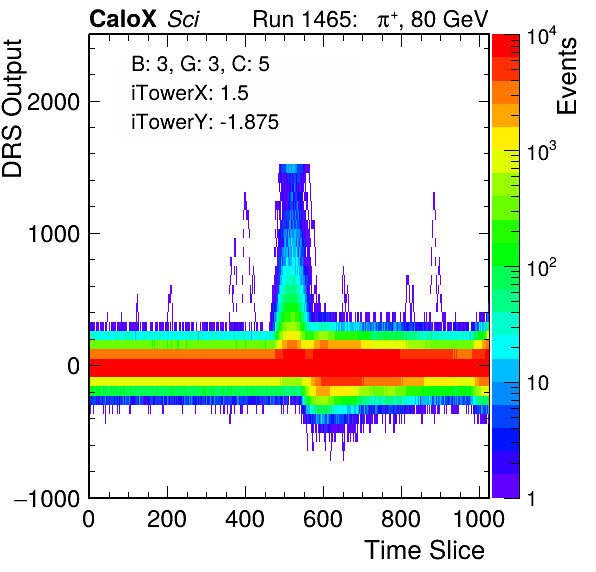 CaloX Sci Run 1465: π⁺, 80 GeV
B: 3, G: 3, C: 5
iTowerX: 1.5
iTowerY: -1.875
DRS Output
2000
1000
0
−1000
0 200 400 600 800 1000
Time Slice
Events
10⁴
10³
10²
10
1